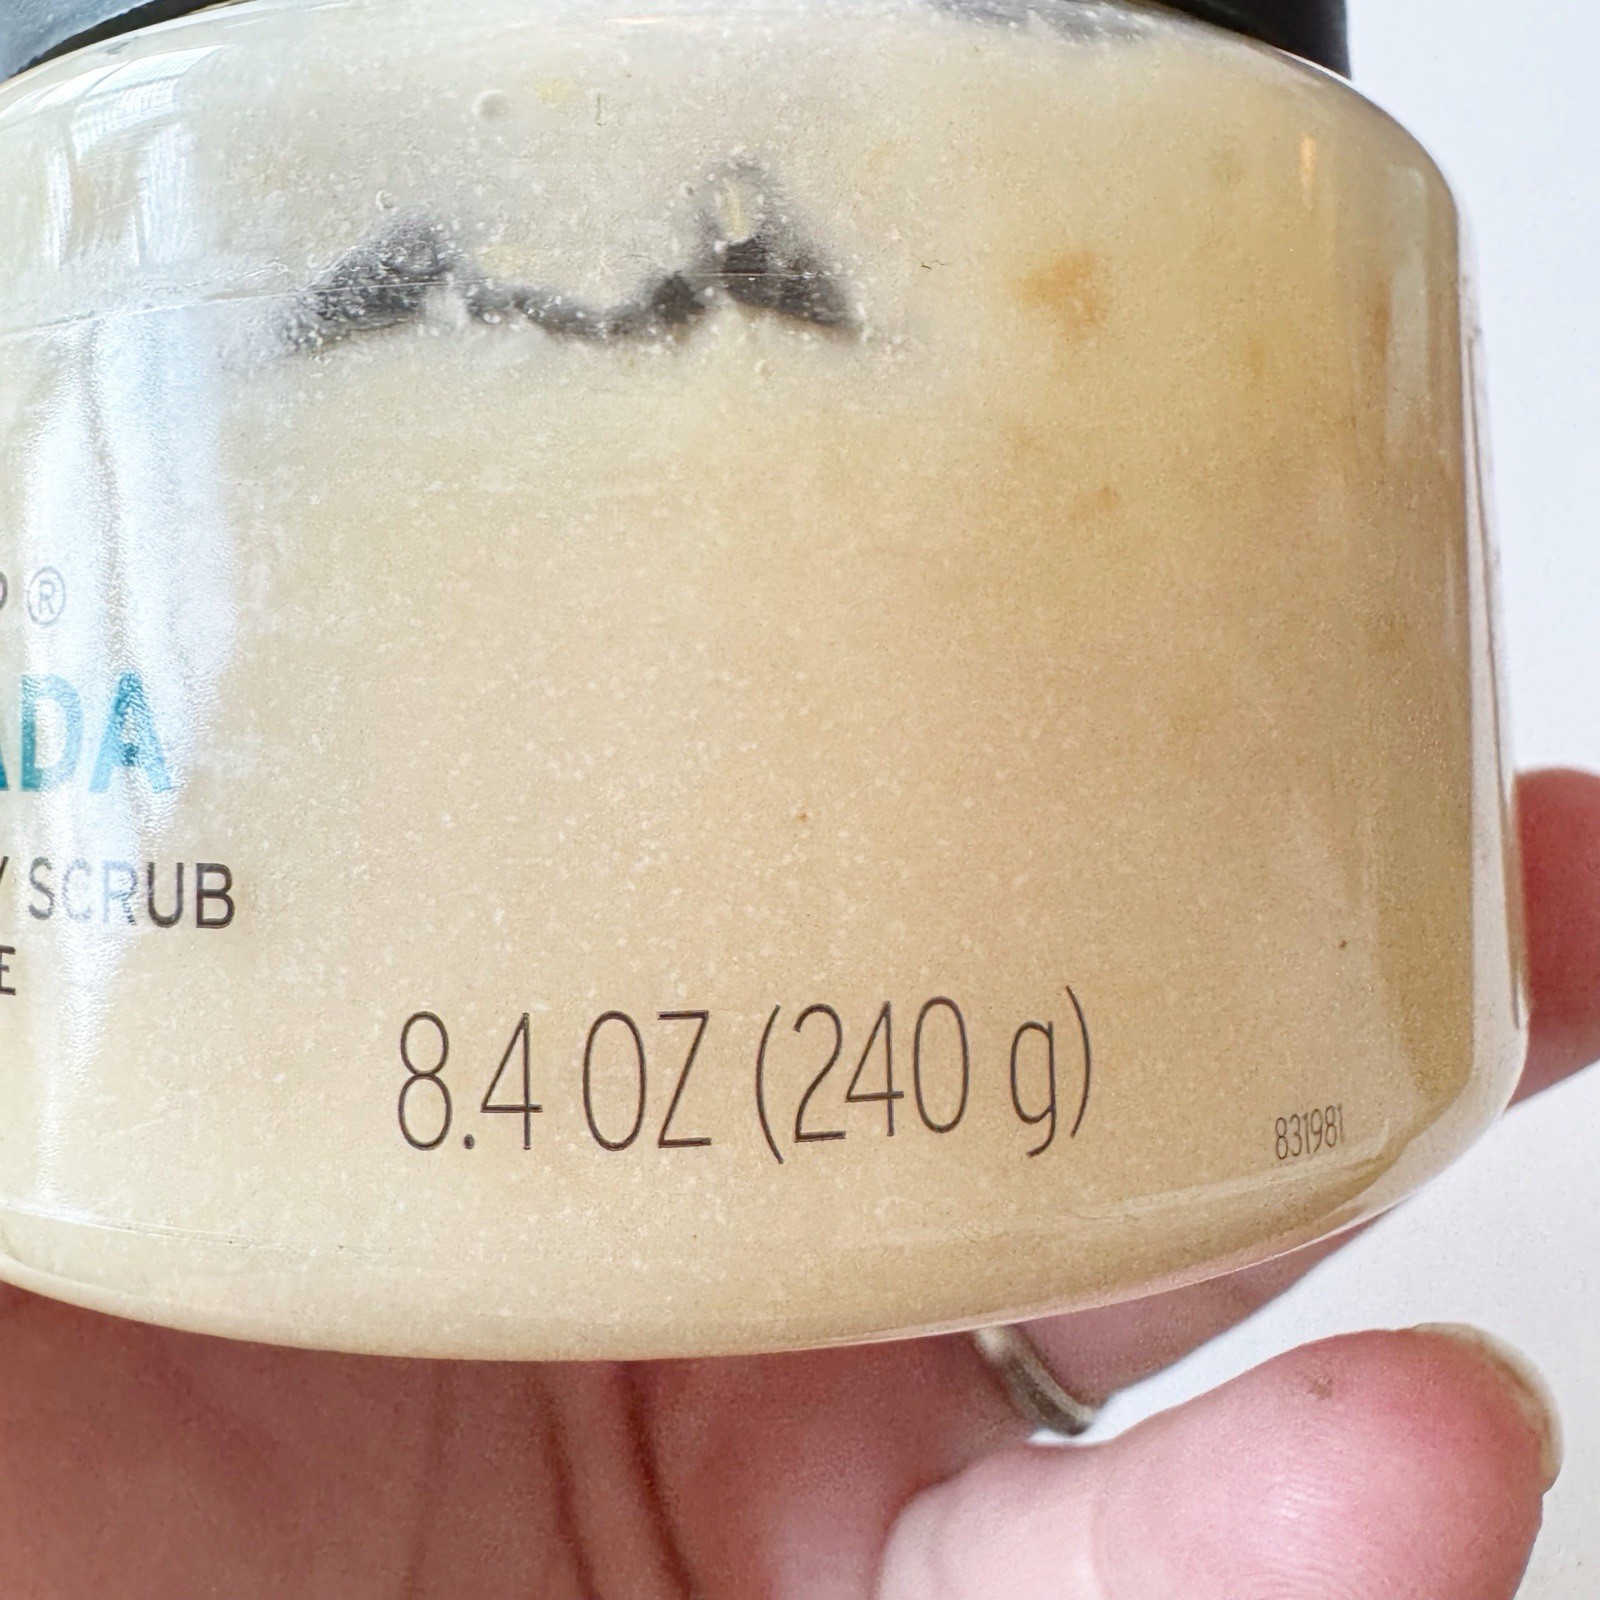 ®
ADA
SCRUB
E
8.4 OZ (240 g)
831981